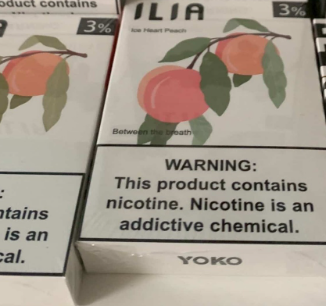 oduct contains
3%
ILIA
3%
Ice Heart Peach
Between the breath
WARNING:
This product contains
nicotine. Nicotine is an
addictive chemical.
YOKO
:
ntains
is an
cal.